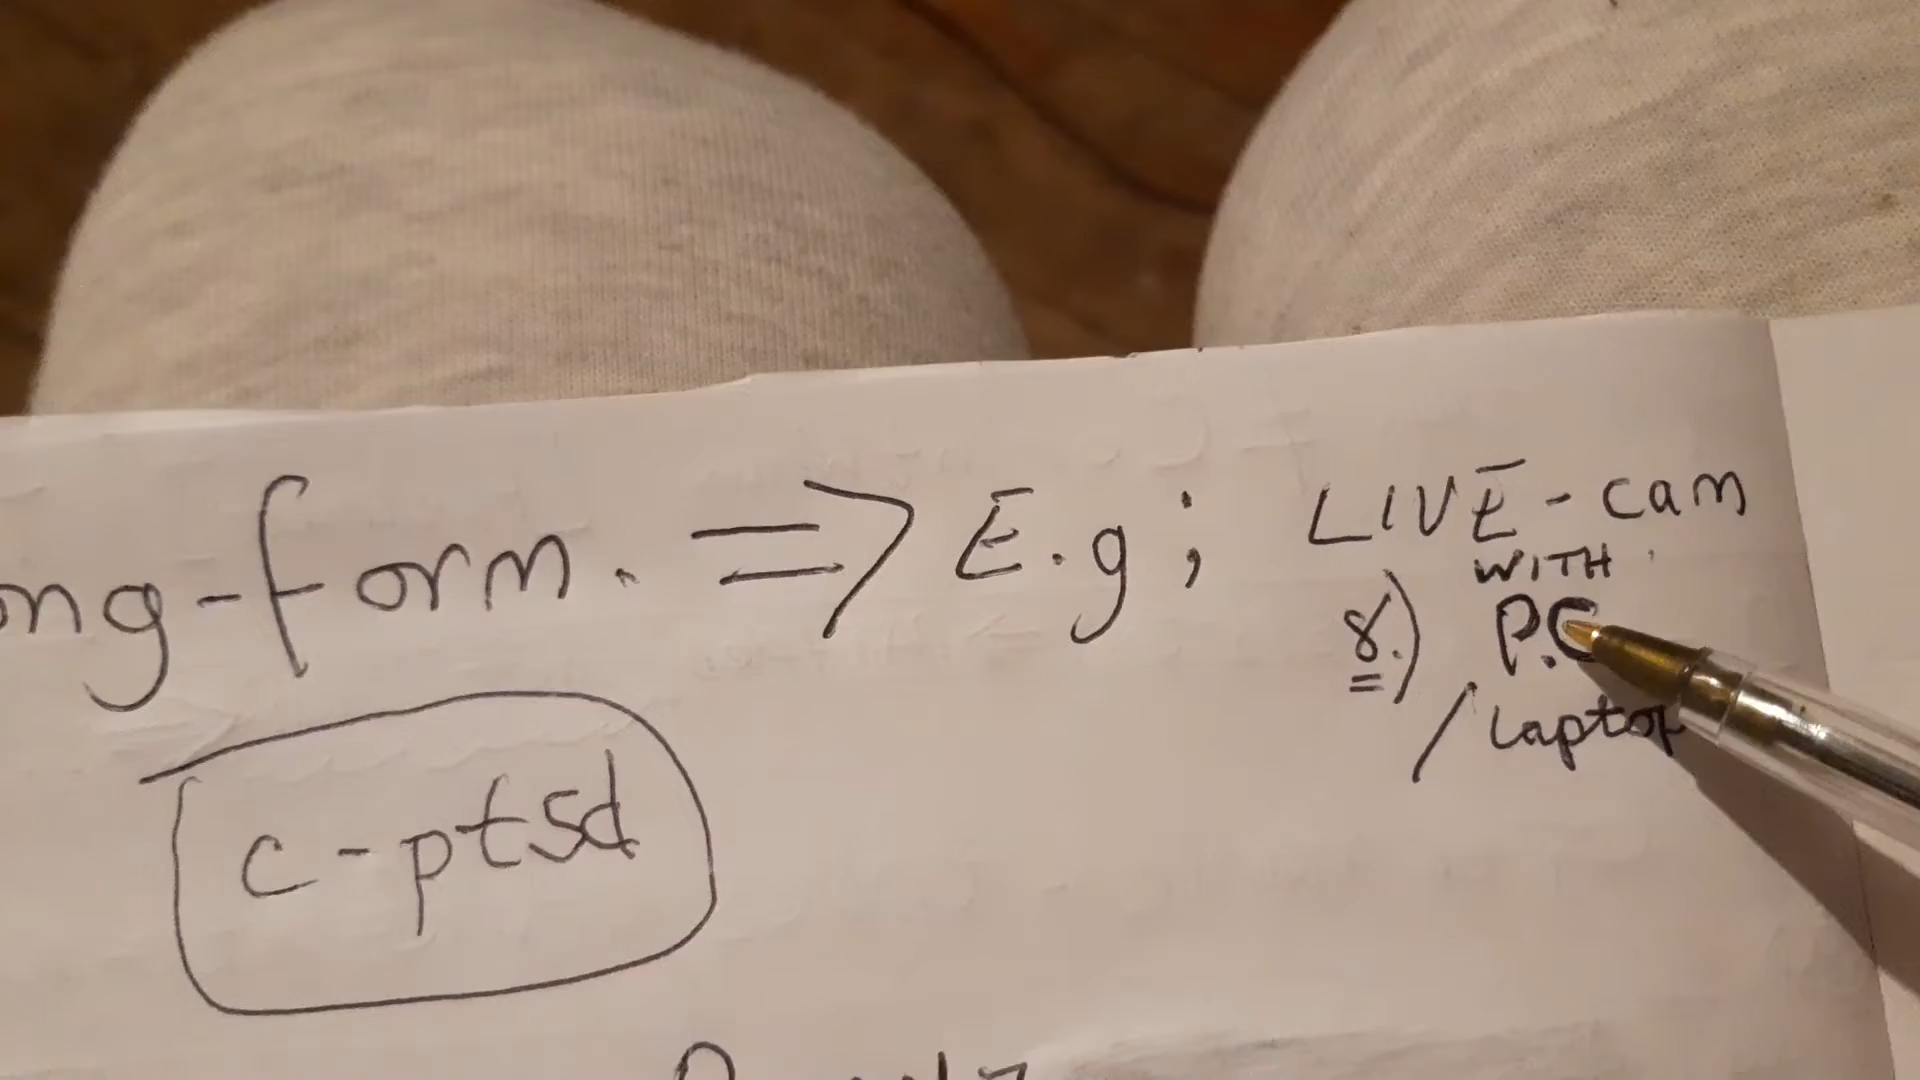 ng-form. => E.g; LIVE-cam
WITH
8.) P.C
/laptop
c-ptsd